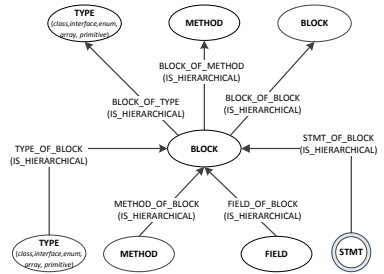 TYPE
(class,interface,enum,
array, primitive)
METHOD
BLOCK
BLOCK_OF_METHOD
(IS_HIERARCHICAL)
BLOCK_OF_TYPE
(IS_HIERARCHICAL)
BLOCK_OF_BLOCK
(IS_HIERARCHICAL)
TYPE_OF_BLOCK
(IS_HIERARCHICAL)
BLOCK
STMT_OF_BLOCK
(IS_HIERARCHICAL)
METHOD_OF_BLOCK
(IS_HIERARCHICAL)
FIELD_OF_BLOCK
(IS_HIERARCHICAL)
TYPE
(class,interface,enum,
array, primitive)
METHOD
FIELD
STMT